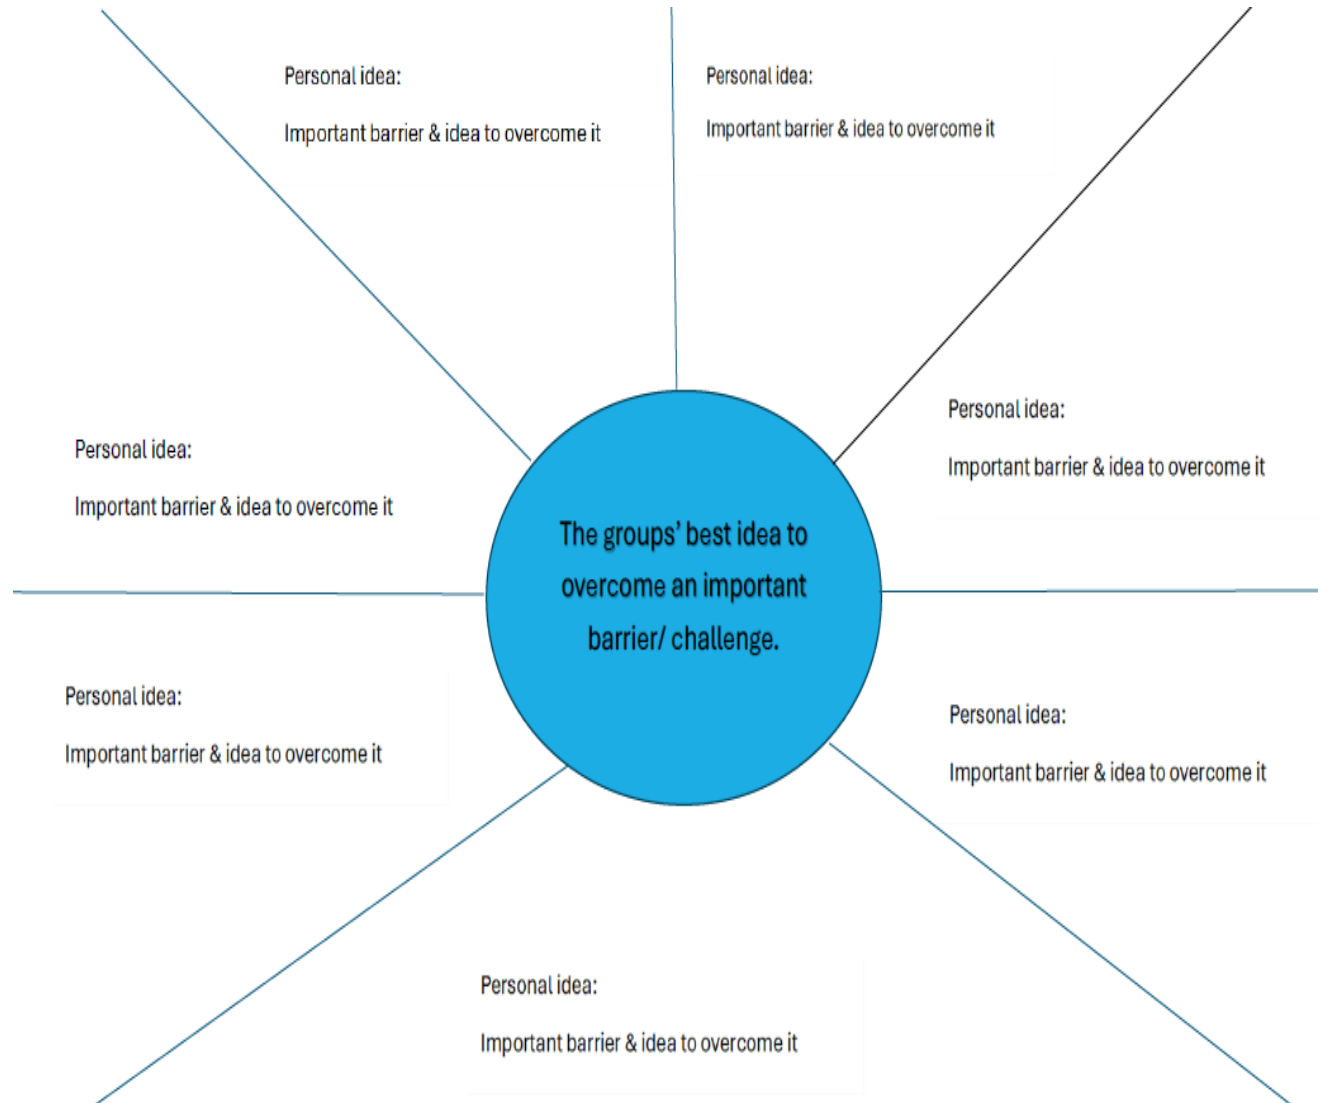 Personal idea:
Important barrier & idea to overcome it
Personal idea:
Important barrier & idea to overcome it
Personal idea:
Important barrier & idea to overcome it
Personal idea:
Important barrier & idea to overcome it
The groups’ best idea to
overcome an important
barrier/ challenge.
Personal idea:
Important barrier & idea to overcome it
Personal idea:
Important barrier & idea to overcome it
Personal idea:
Important barrier & idea to overcome it